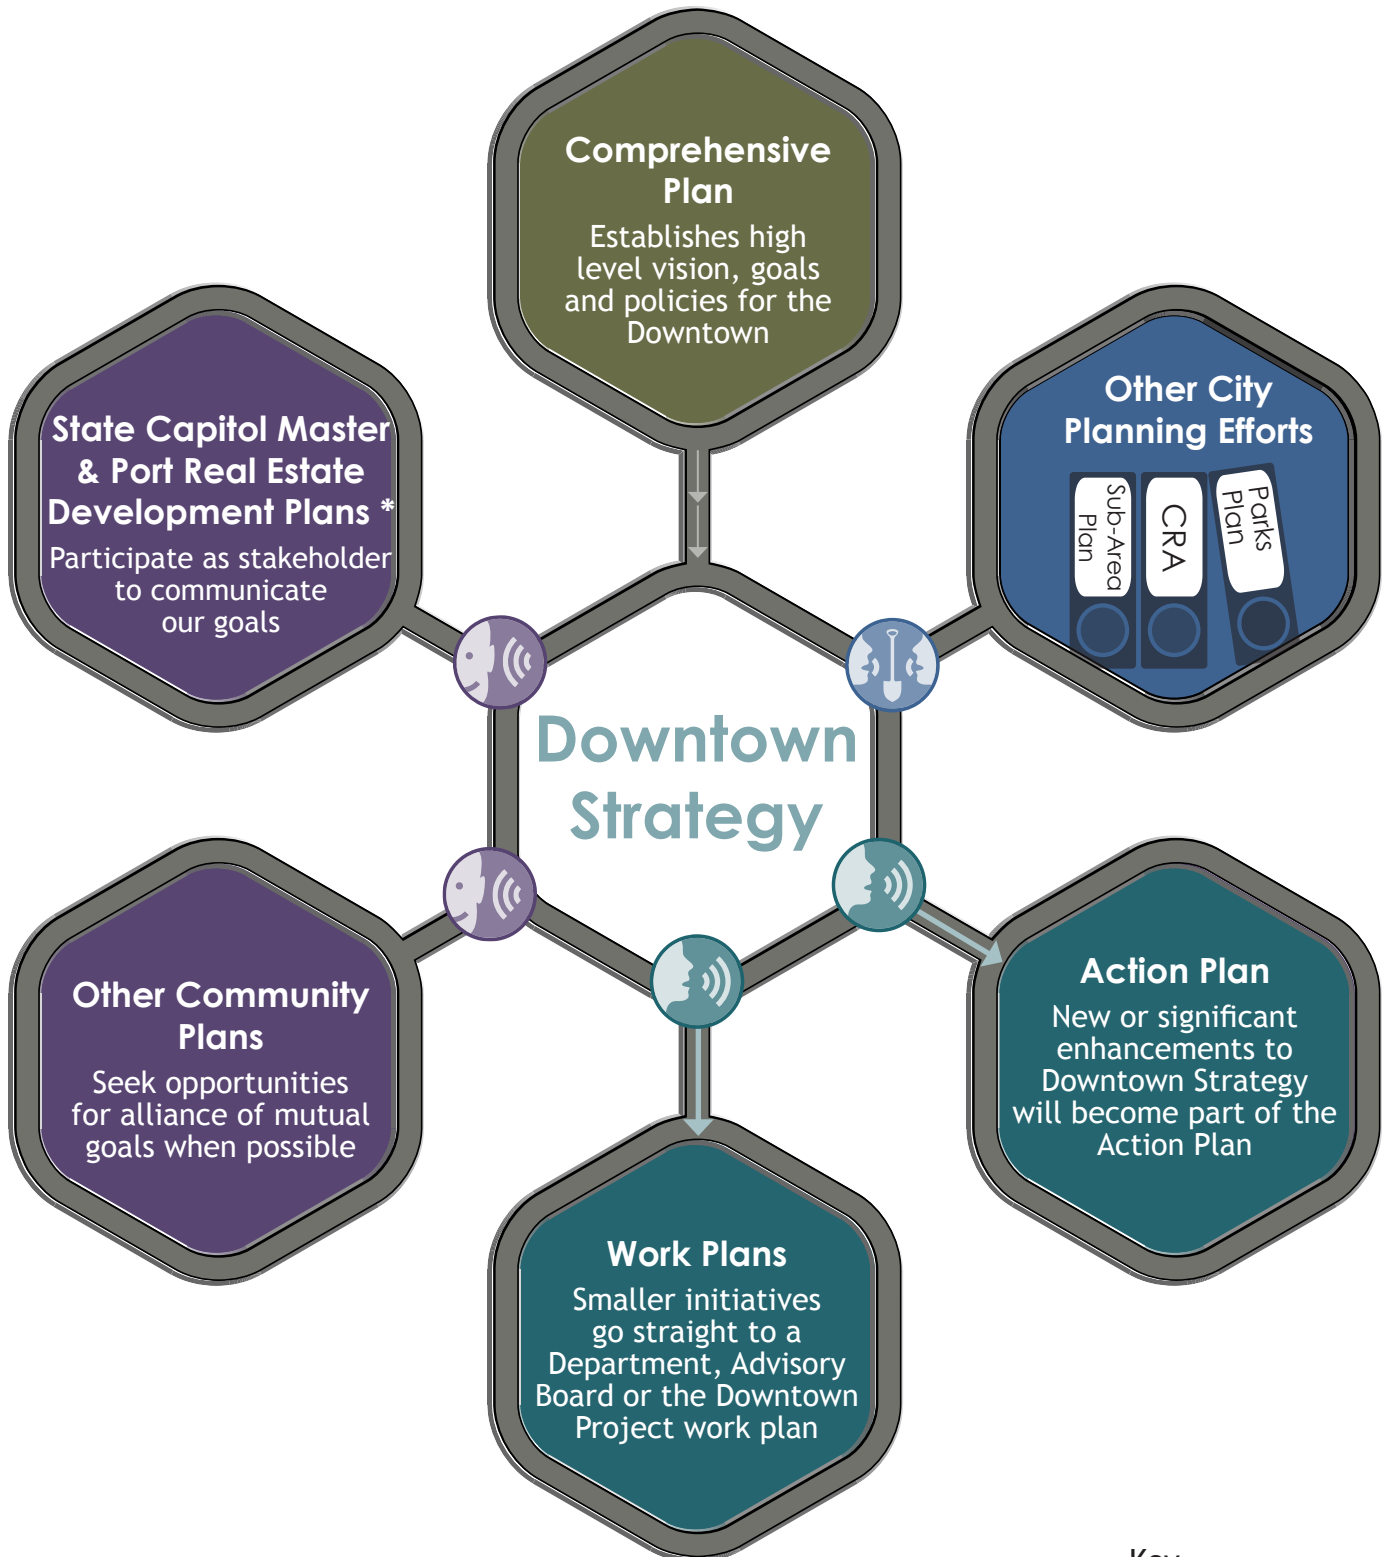 Comprehensive
Plan
Establishes high
level vision, goals
and policies for the
Downtown
State Capitol Master
& Port Real Estate
Development Plans *
Participate as stakeholder
to communicate
our goals
Other City
Planning Efforts
Sub-Area
Plan
CRA
Parks
Plan
Downtown
Strategy
Other Community
Plans
Seek opportunities
for alliance of mutual
goals when possible
Action Plan
New or significant
enhancements to
Downtown Strategy
will become part of the
Action Plan
Work Plans
Smaller initiatives
go straight to a
Department, Advisory
Board or the Downtown
Project work plan
Key